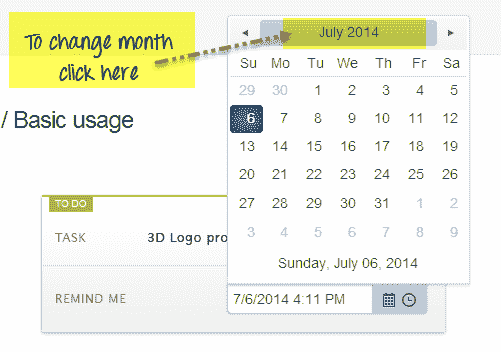 To change month
click here
◄ July 2014 ►
Su Mo Tu We Th Fr Sa
29 30 1 2 3 4 5
6 7 8 9 10 11 12
13 14 15 16 17 18 19
20 21 22 23 24 25 26
27 28 29 30 31 1 2
3 4 5 6 7 8 9
Sunday, July 06, 2014
/ Basic usage
TO DO
TASK 3D Logo pro
REMIND ME 7/6/2014 4:11 PM